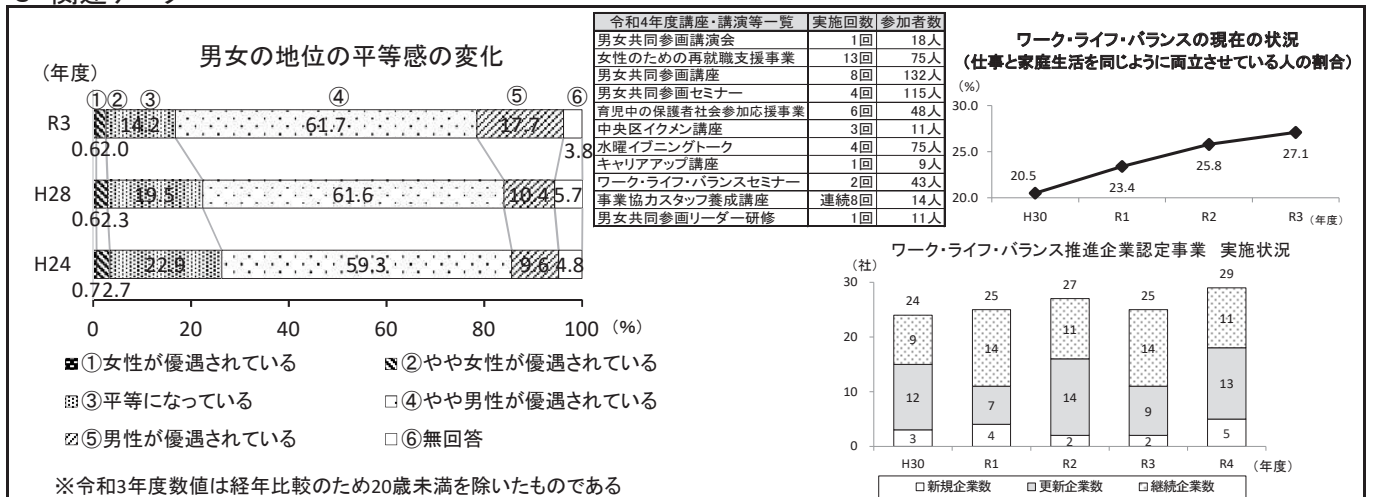 男女の地位の平等感の変化
（年度）
① ② ③ ④ ⑤ ⑥
R3 14.2 61.7 17.7
0.6 2.0 3.8
H28 19.5 61.6 10.4 5.7
0.6 2.3
H24 22.9 59.3 9.6 4.8
0.7 2.7
0 20 40 60 80 100 （%）
①女性が優遇されている ②やや女性が優遇されている
③平等になっている ④やや男性が優遇されている
⑤男性が優遇されている ⑥無回答
※令和3年度数値は経年比較のため20歳未満を除いたものである
令和4年度講座・講演等一覧 実施回数 参加者数
男女共同参画講演会 1回 18人
女性のための再就職支援事業 13回 75人
男女共同参画講座 8回 132人
男女共同参画セミナー 4回 115人
育児中の保護者社会参加応援事業 6回 48人
中央区イクメン講座 3回 11人
水曜イブニングトーク 4回 75人
キャリアアップ講座 1回 9人
ワーク・ライフ・バランスセミナー 2回 43人
事業協力スタッフ養成講座 連続8回 14人
男女共同参画リーダー研修 1回 11人
ワーク・ライフ・バランスの現在の状況
（仕事と家庭生活を同じように両立させている人の割合）
（%）
30.0
25.0
20.0
20.5 23.4 25.8 27.1
H30 R1 R2 R3 （年度）
ワーク・ライフ・バランス推進企業認定事業 実施状況
（社）
30
20
10
0
24 25 27 25 29
9 14 11 14 11
12 7 14 9 13
3 4 2 2 5
H30 R1 R2 R3 R4 （年度）
□新規企業数 □更新企業数 □継続企業数